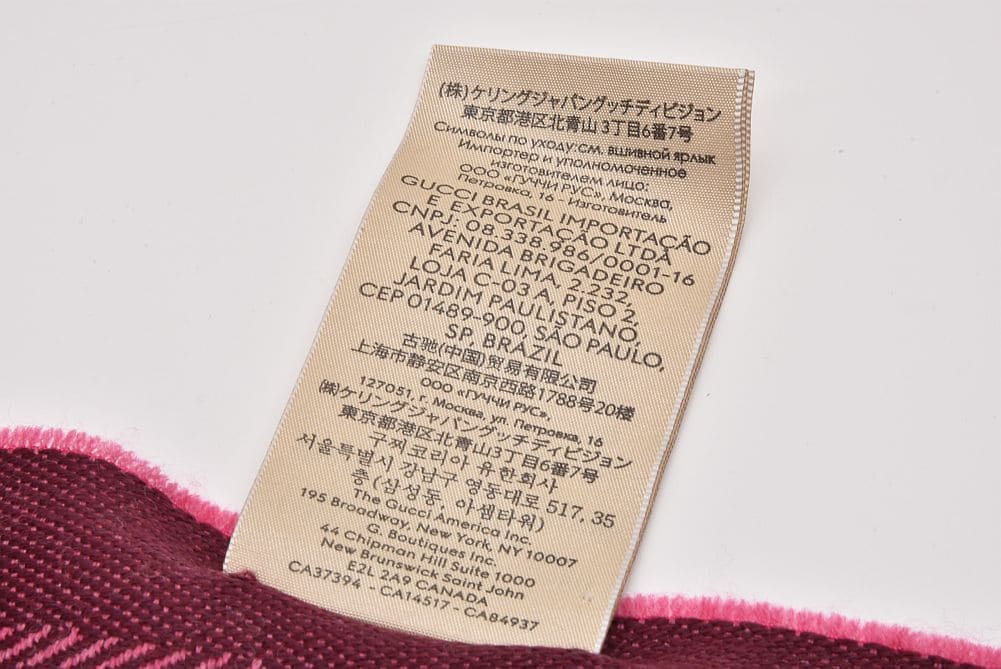 (株)ケリングジャパングッチディビジョン
東京都港区北青山 3丁目6番7号
Символы по уходу:см. вшивной ярлык
Импортер и уполномоченное
изготовителем лицо:
ООО «ГУЧЧИ РУС», Москва,
Петровка, 16 - Изготовитель
GUCCI BRASIL IMPORTAÇÃO
E EXPORTAÇÃO LTDA
CNPJ: 08.338.986/0001-16
AVENIDA BRIGADEIRO
FARIA LIMA, 2.232,
LOJA C-03 A, PISO 2,
JARDIM PAULISTANO,
CEP 01489-900, SÃO PAULO,
SP, BRAZIL
古驰(中国)贸易有限公司
上海市静安区南京西路1788号20楼
ООО «ГУЧЧИ РУС»,
127051, г. Москва, ул. Петровка, 16
(株)ケリングジャパングッチディビジョン
東京都港区北青山3丁目6番7号
구찌 코리아 유한회사
서울특별시 강남구 영동대로 517, 35
층 (삼성동, 아셈타워)
The Gucci America Inc.
195 Broadway, New York, NY 10007
G. Boutiques Inc.
44 Chipman Hill Suite 1000
New Brunswick Saint John
E2L 2A9 CANADA
CA37394 - CA14517 - CA84937